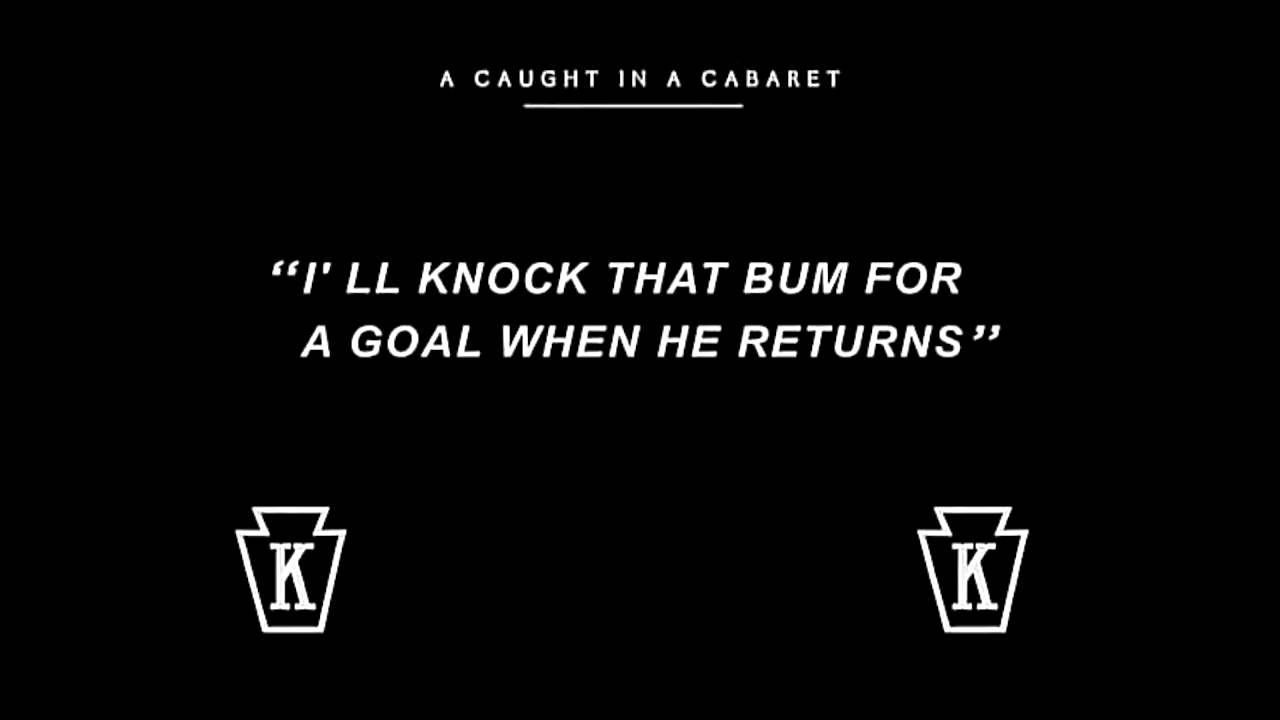 A CAUGHT IN A CABARET
“I' LL KNOCK THAT BUM FOR
A GOAL WHEN HE RETURNS”
K K